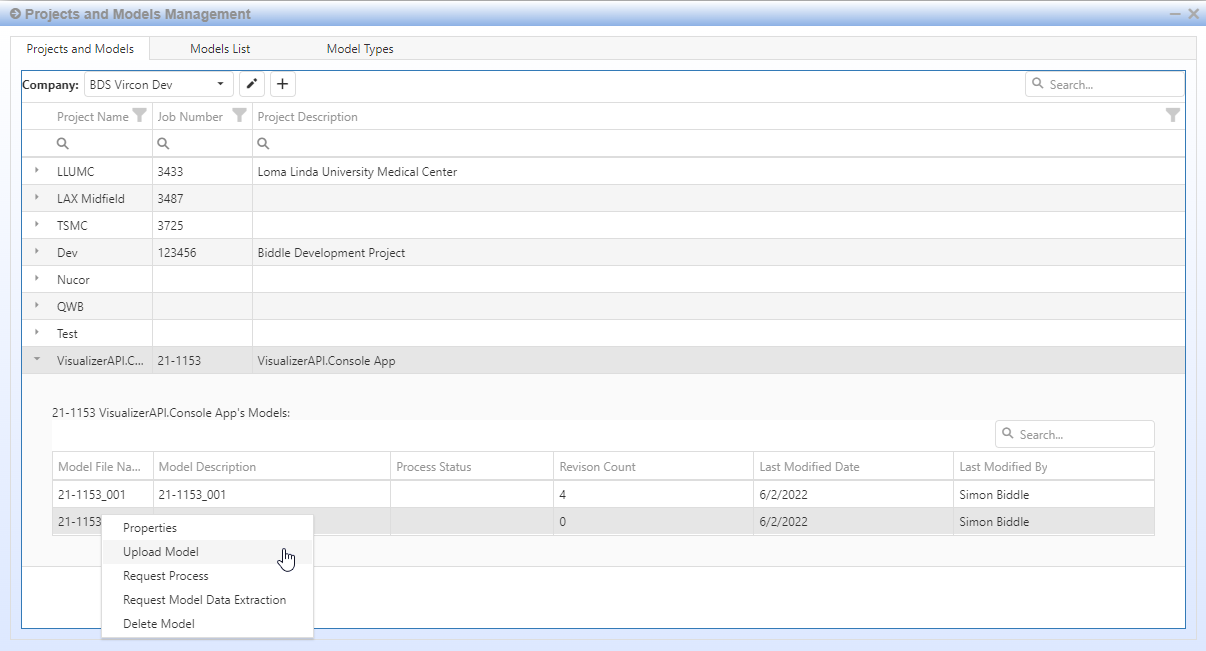 Projects and Models Management
Projects and Models Models List Model Types
Company: BDS Vircon Dev Search...
Project Name Job Number Project Description
LLUMC 3433 Loma Linda University Medical Center
LAX Midfield 3487
TSMC 3725
Dev 123456 Biddle Development Project
Nucor
QWB
Test
VisualizerAPI.C... 21-1153 VisualizerAPI.Console App
21-1153 VisualizerAPI.Console App's Models:
Search...
Model File Na... Model Description Process Status Revison Count Last Modified Date Last Modified By
21-1153_001 21-1153_001 4 6/2/2022 Simon Biddle
21-1153 0 6/2/2022 Simon Biddle
Properties
Upload Model
Request Process
Request Model Data Extraction
Delete Model